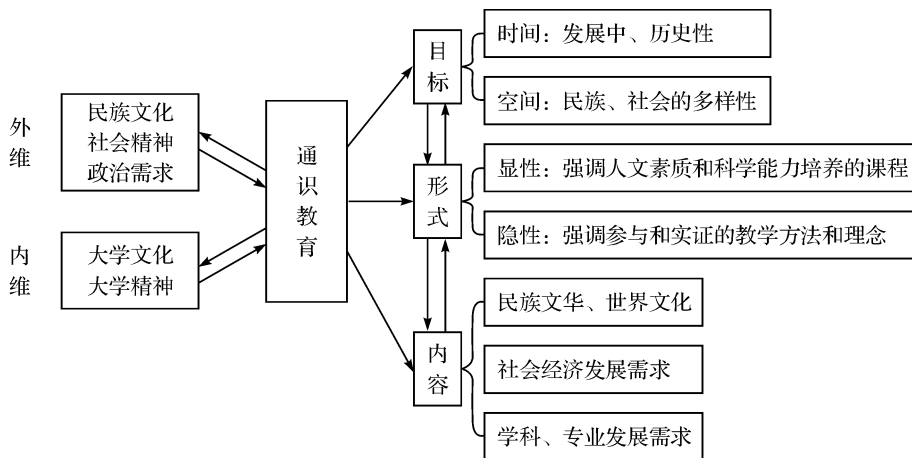 外维
民族文化
社会精神
政治需求
内维
大学文化
大学精神
通识教育
目标
时间：发展中、历史性
空间：民族、社会的多样性
形式
显性：强调人文素质和科学能力培养的课程
隐性：强调参与和实证的教学方法和理念
内容
民族文华、世界文化
社会经济发展需求
学科、专业发展需求